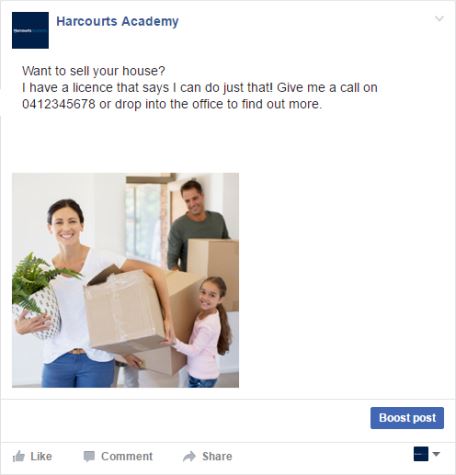 Harcourts Academy
Want to sell your house?
I have a licence that says I can do just that! Give me a call on
0412345678 or drop into the office to find out more.
Boost post
Like Comment Share